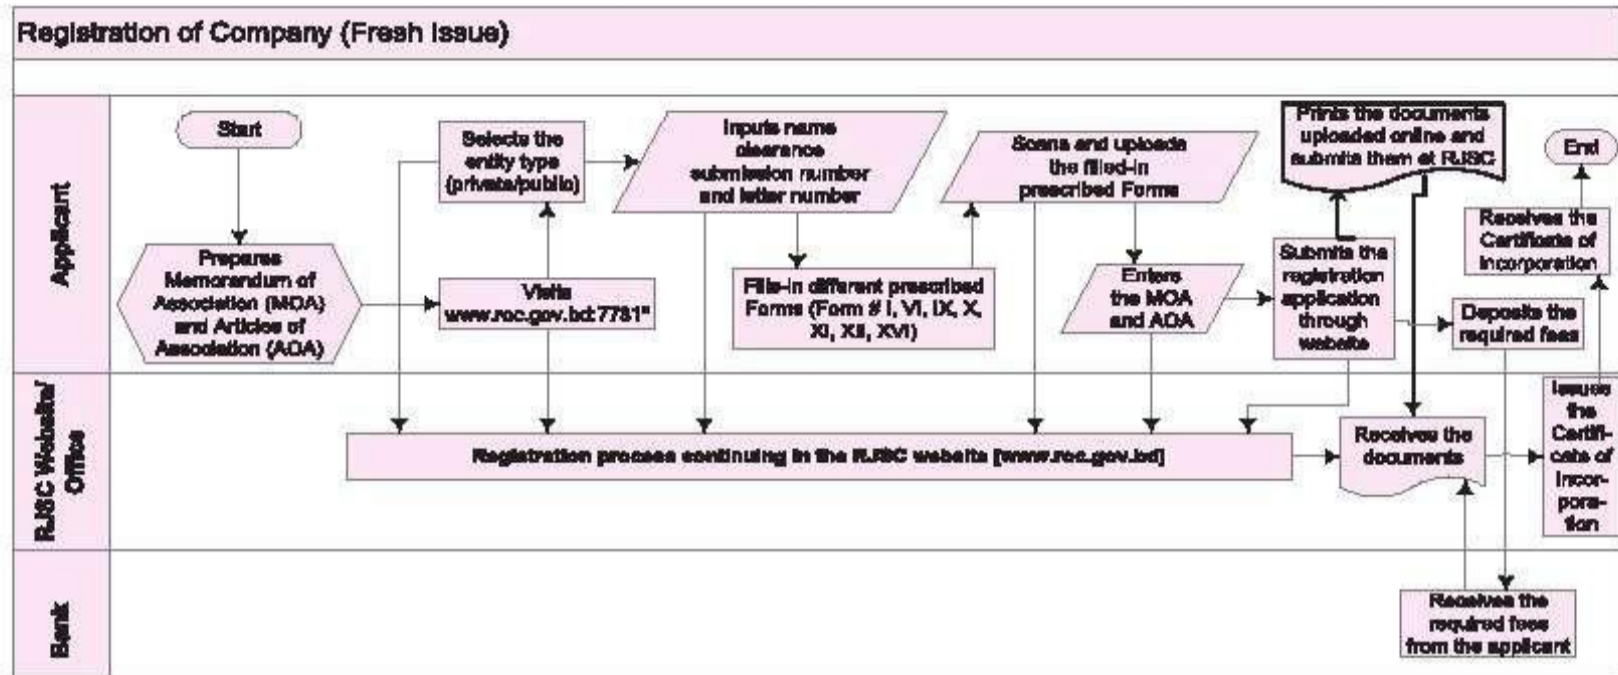 Registration of Company (Fresh Issue)
Applicant
Start
Prepares
Memorandum of
Association (MOA)
and Articles of
Association (AOA)
Selects the
entity type
(private/public)
Visits
www.roc.gov.bd:7781"
Inputs name
clearance
submission number
and letter number
Fills-in different prescribed
Forms (Form # I, VI, IX, X,
XI, XII, XVI)
Scans and uploads
the filled-in
prescribed Forms
Enters
the MOA
and AOA
Prints the documents
uploaded online and
submits them at RJSC
Submits the
registration
application
through
website
End
Receives the
Certificate of
Incorporation
Deposits the
required fees
RJSC Website/
Office
Registration process continuing in the RJSC website [www.roc.gov.bd]
Receives the
documents
Issues
the
Certifi-
cate of
Incor-
pora-
tion
Bank
Receives the
required fees
from the applicant